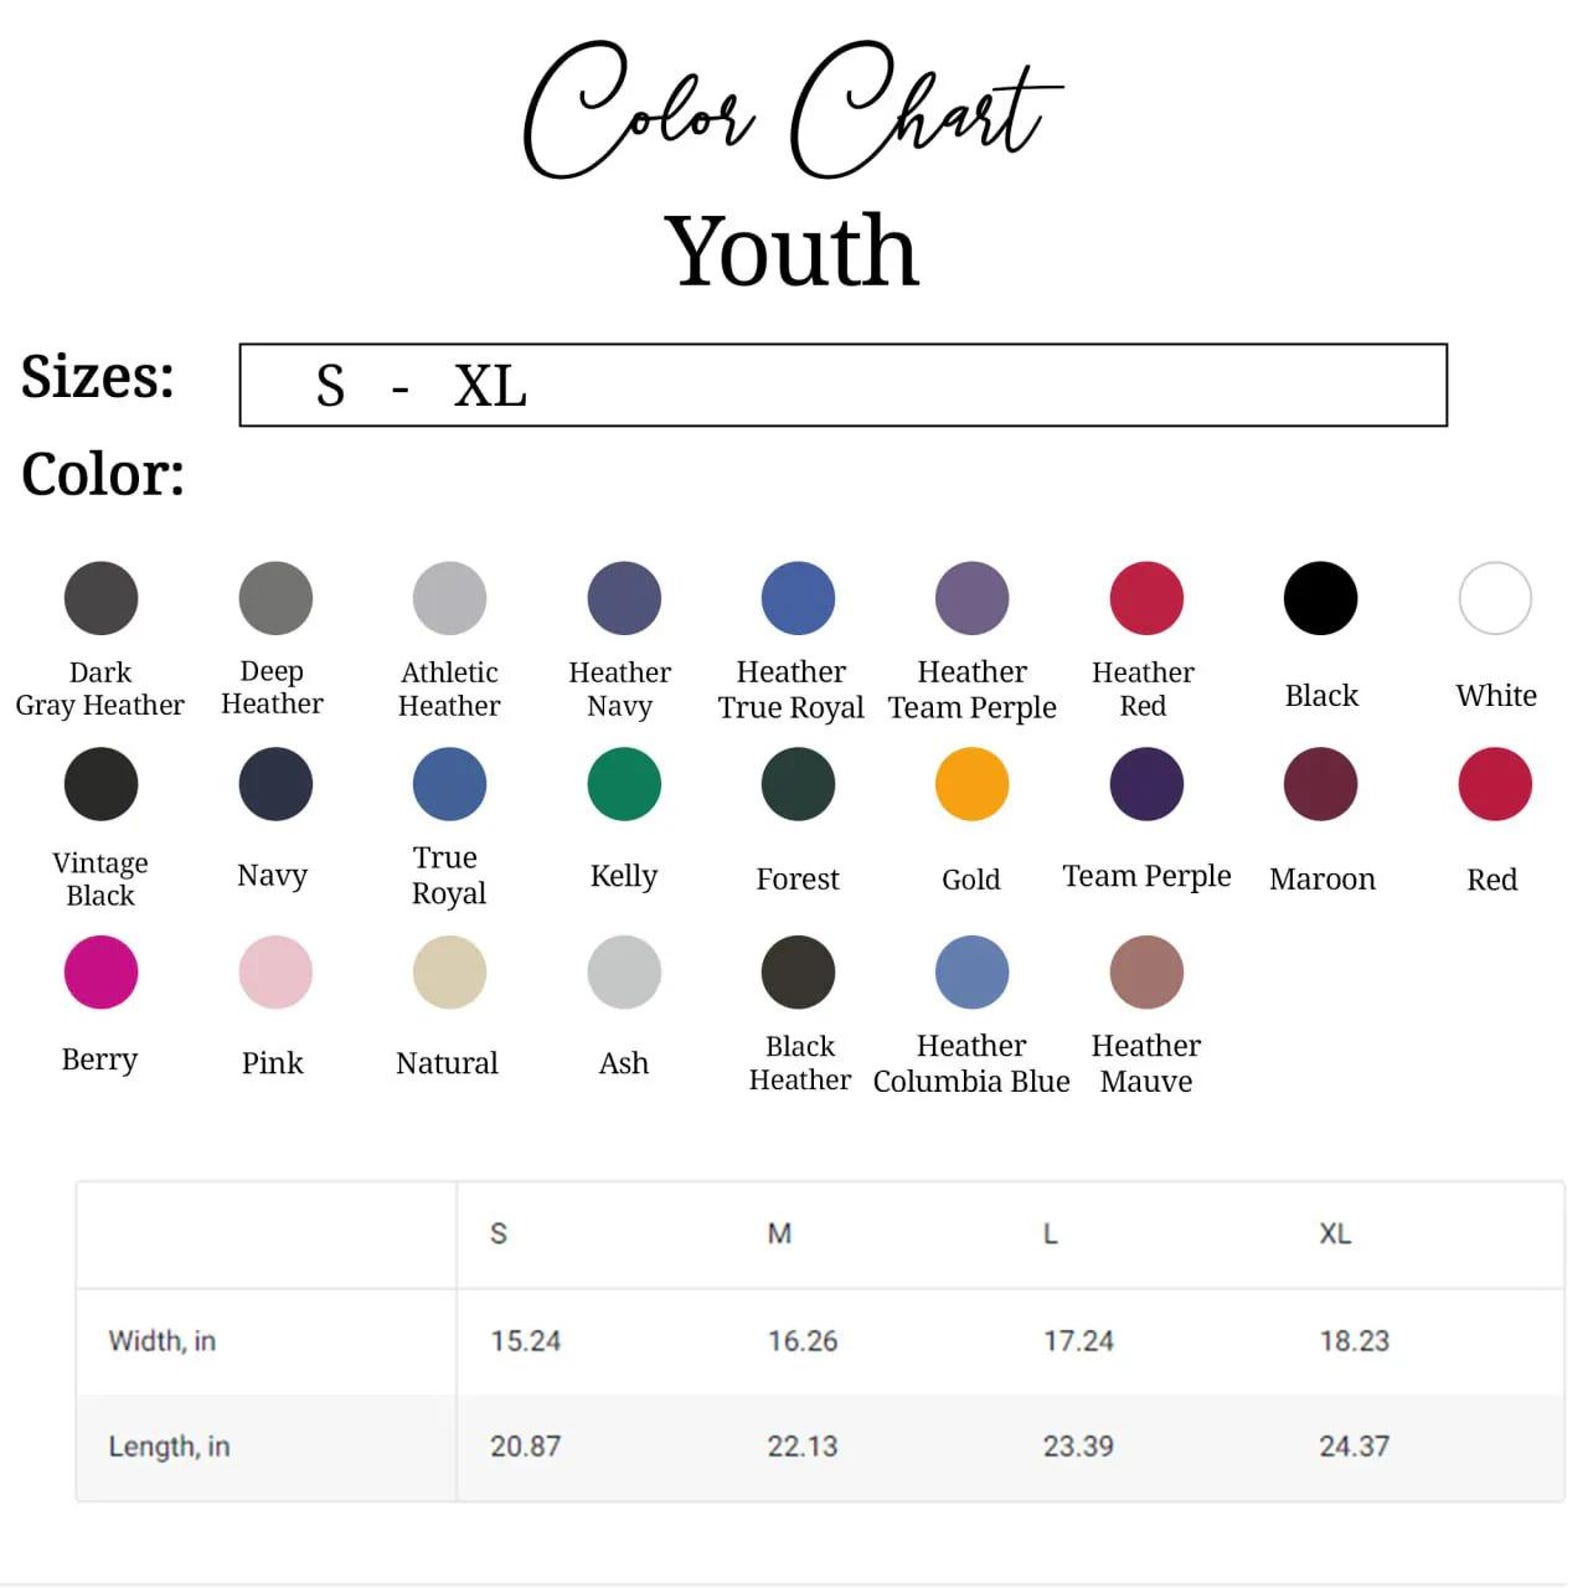 Color Chart
Youth
Sizes:
S - XL
Color:
Dark
Gray Heather
Deep
Heather
Athletic
Heather
Heather
Navy
Heather
True Royal
Heather
Team Perple
Heather
Red
Black
White
Vintage
Black
Navy
True
Royal
Kelly
Forest
Gold
Team Perple
Maroon
Red
Berry
Pink
Natural
Ash
Black
Heather
Heather
Columbia Blue
Heather
Mauve
S M L XL
Width, in 15.24 16.26 17.24 18.23
Length, in 20.87 22.13 23.39 24.37